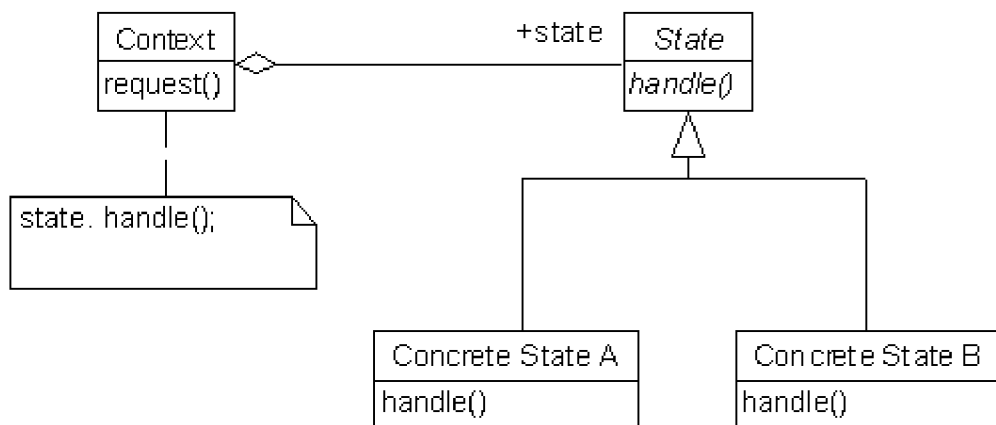 Context
request()
+state
State
handle()
state. handle();
Concrete State A
handle()
Concrete State B
handle()